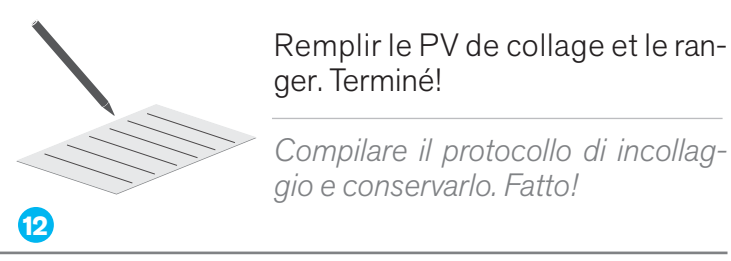 Remplir le PV de collage et le ran-
ger. Terminé!
Compilare il protocollo di incollag-
gio e conservarlo. Fatto!
12